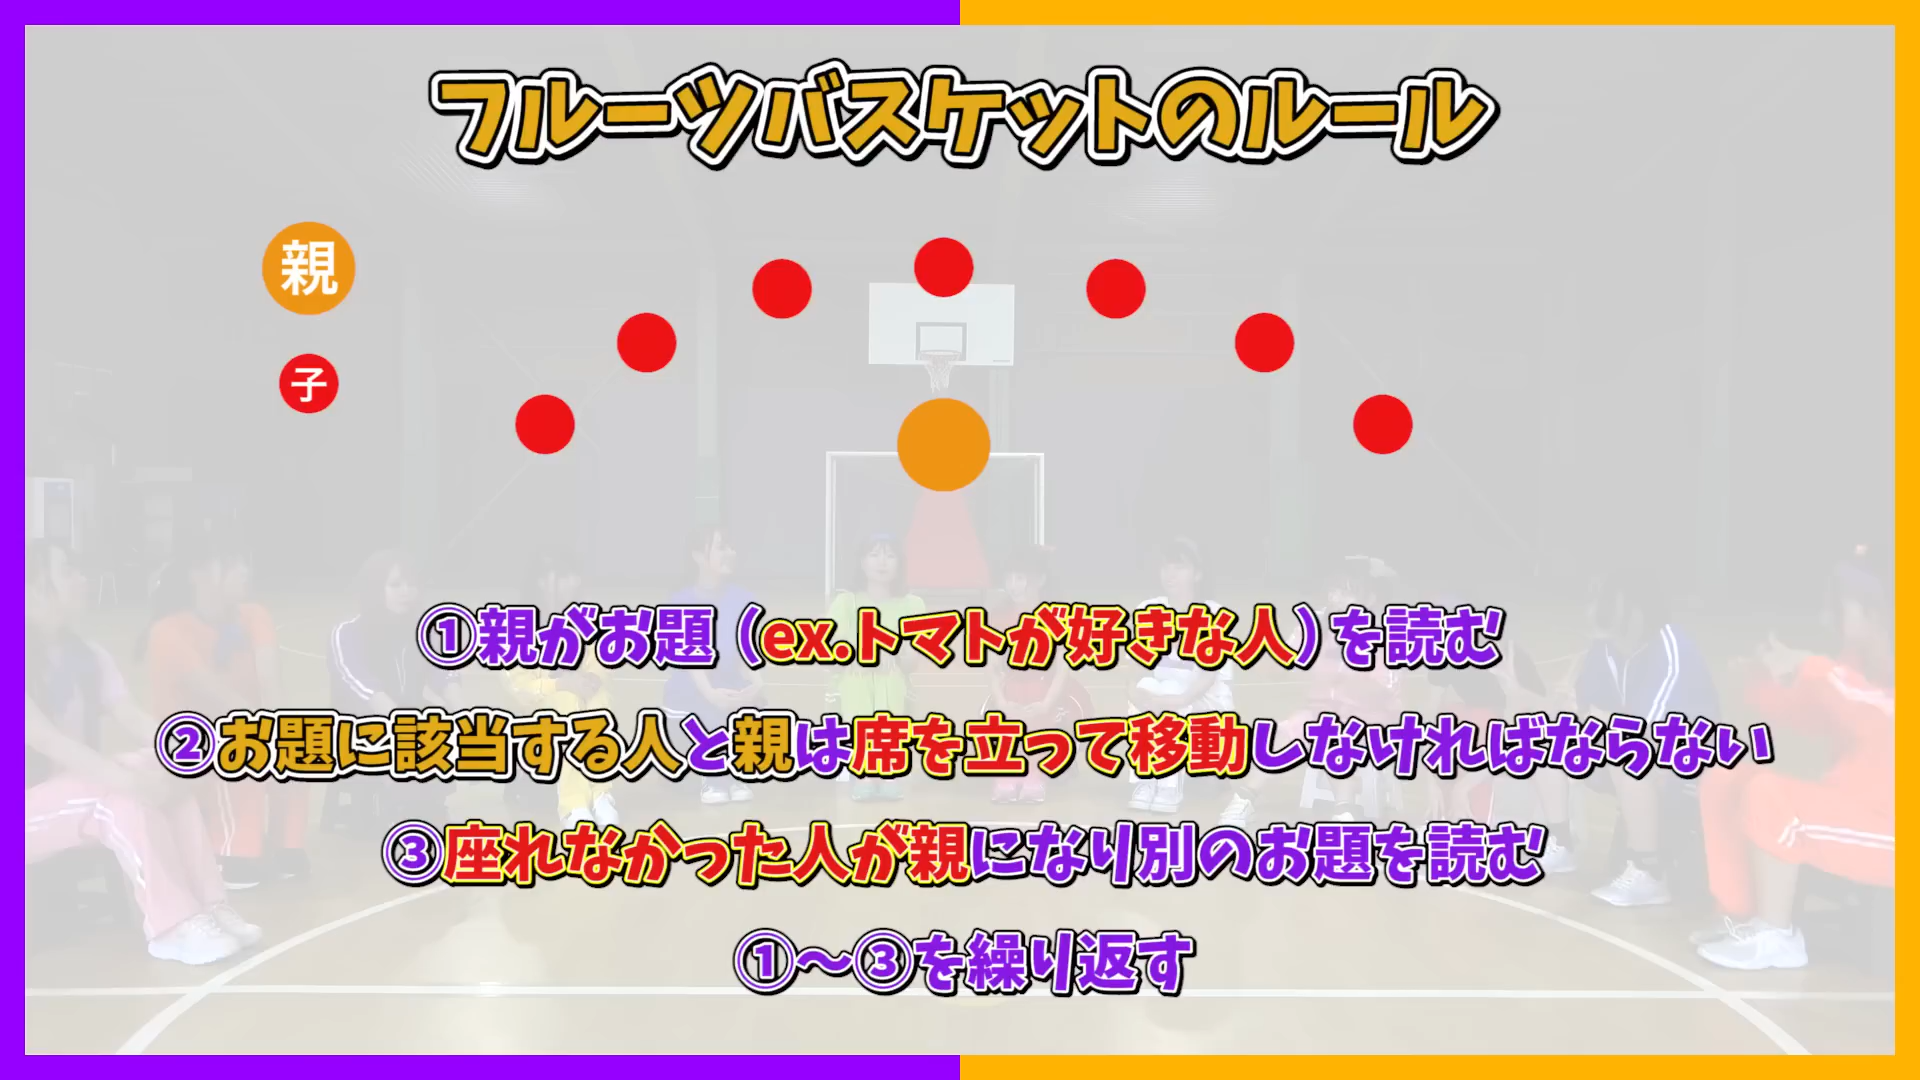 フルーツバスケットのルール
親
子
①親がお題（ex.トマトが好きな人）を読む
②お題に該当する人と親は席を立って移動しなければならない
③座れなかった人が親になり別のお題を読む
①～③を繰り返す